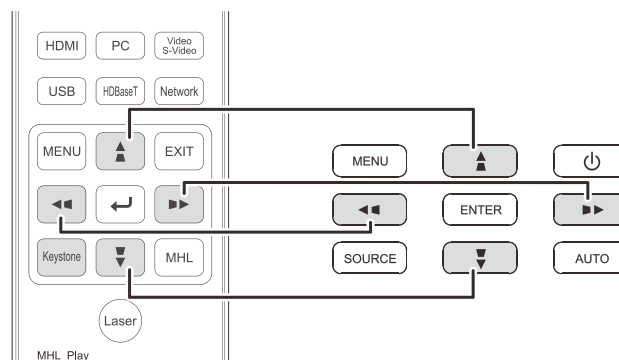 HDMI
PC
Video
S-Video
USB
HDBaseT
Network
MENU
EXIT
Keystone
MHL
Laser
MHL Play
MENU
ENTER
SOURCE
AUTO